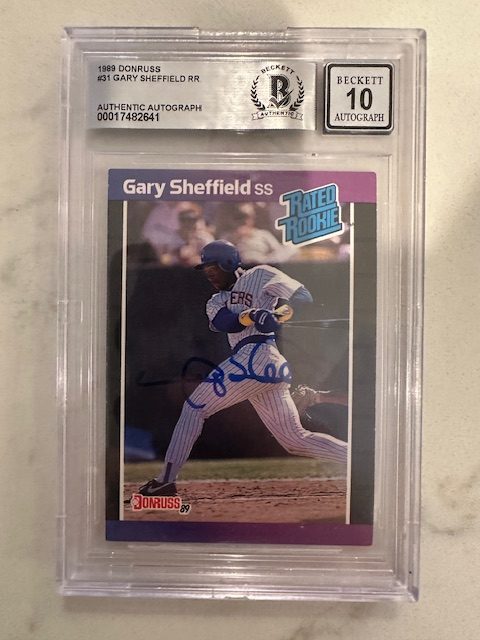 1989 DONRUSS
#31 GARY SHEFFIELD RR
AUTHENTIC AUTOGRAPH
00017482641
BECKETT
B
AUTHENTIC
BECKETT
10
AUTOGRAPH
Gary Sheffield SS
RATED
ROOKIE
ERS
DONRUSS
89